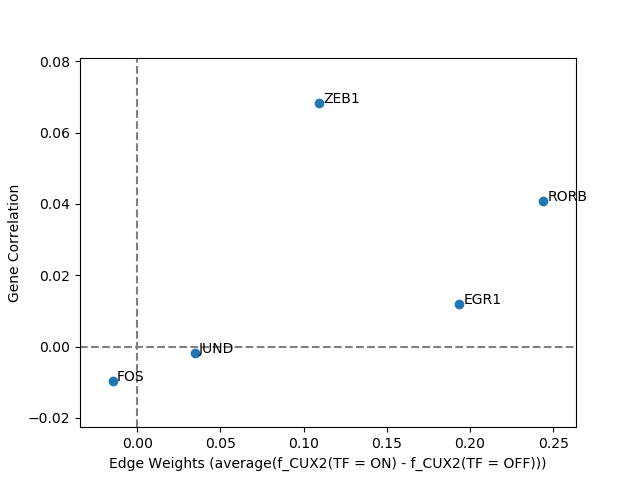 0.08
ZEB1
0.06
0.04
RORB
0.02
EGR1
0.00
JUND
FOS
−0.02
Gene Correlation
0.00
0.05
0.10
0.15
0.20
0.25
Edge Weights (average(f_CUX2(TF = ON) - f_CUX2(TF = OFF)))